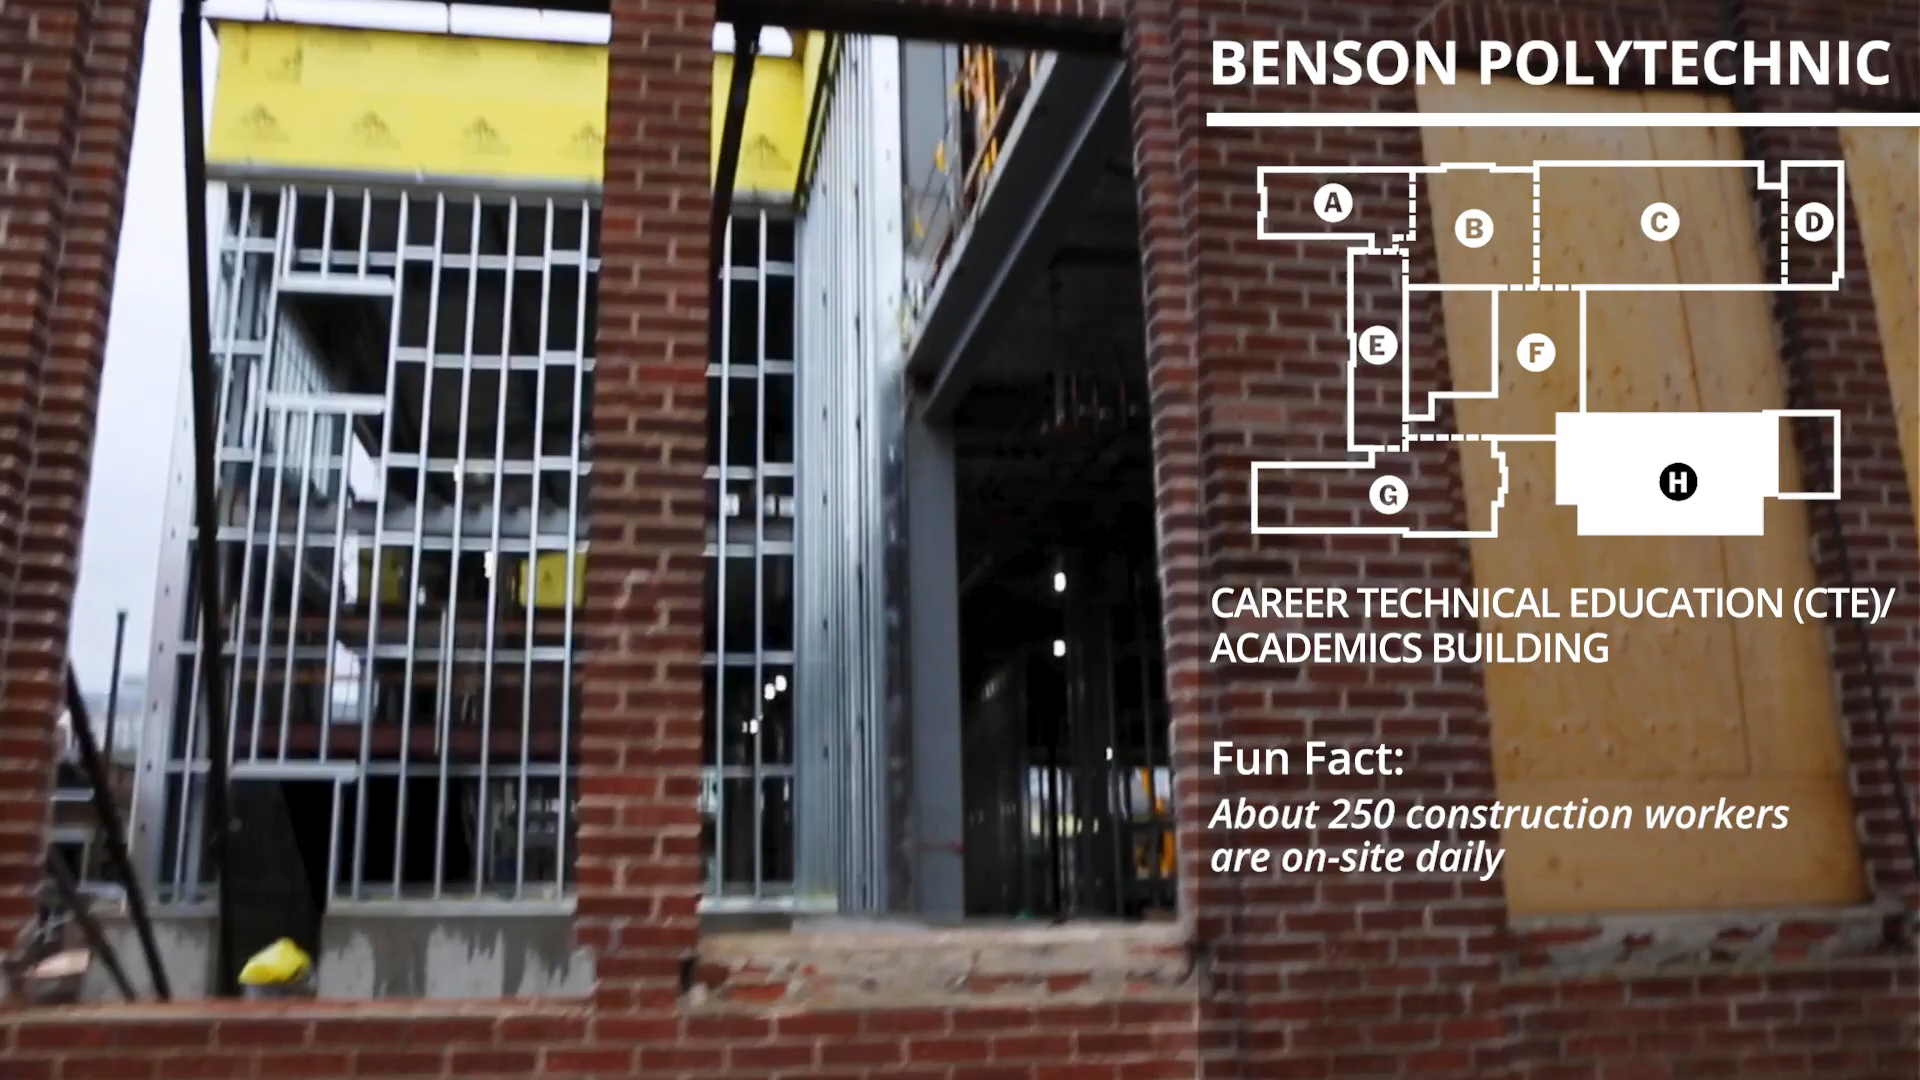 BENSON POLYTECHNIC
A
B
C
D
E
F
G
H
CAREER TECHNICAL EDUCATION (CTE)/
ACADEMICS BUILDING
Fun Fact:
About 250 construction workers
are on-site daily